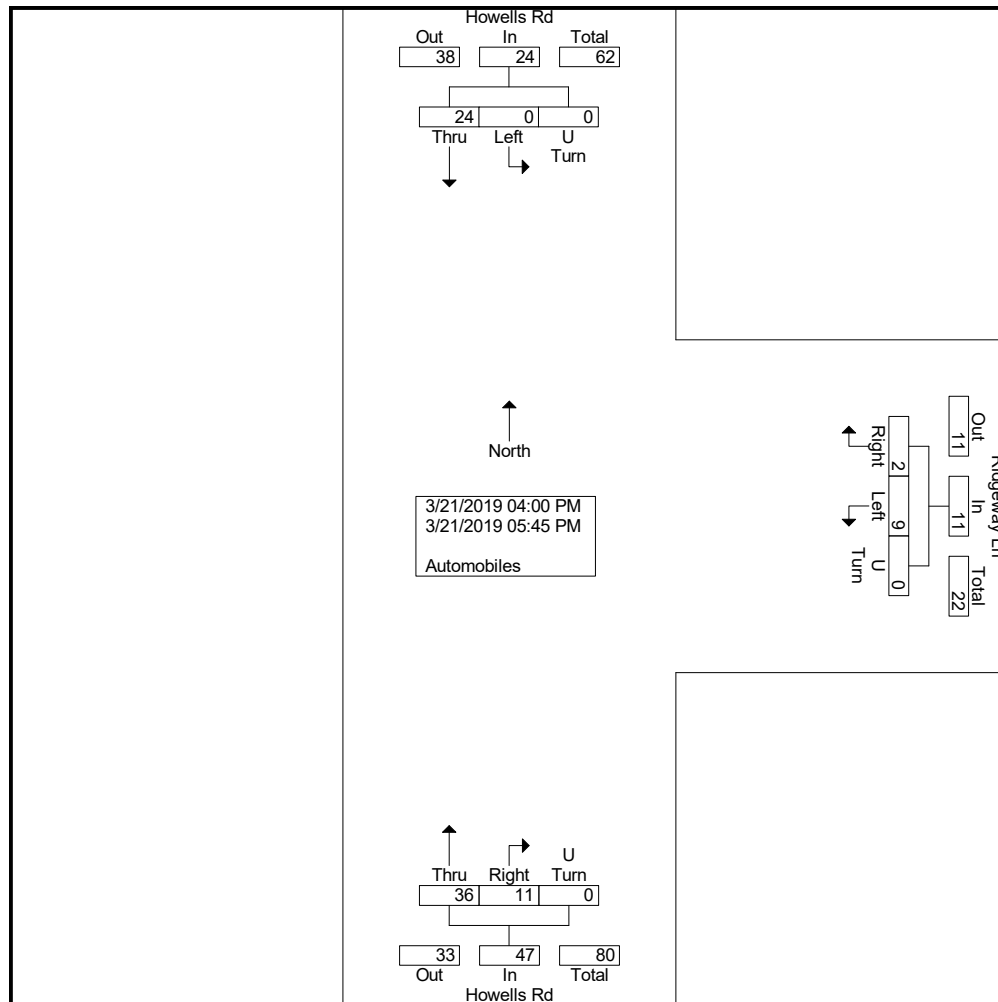 Howells Rd
Out In Total
38 24 62
24 0 0
Thru Left U
Turn
North
3/21/2019 04:00 PM
3/21/2019 05:45 PM
Automobiles
Ridgeway Ln
Out In Total
11 11 22
2 9 0
Right Left U
Turn
U
Thru Right Turn
36 11 0
33 47 80
Out In Total
Howells Rd